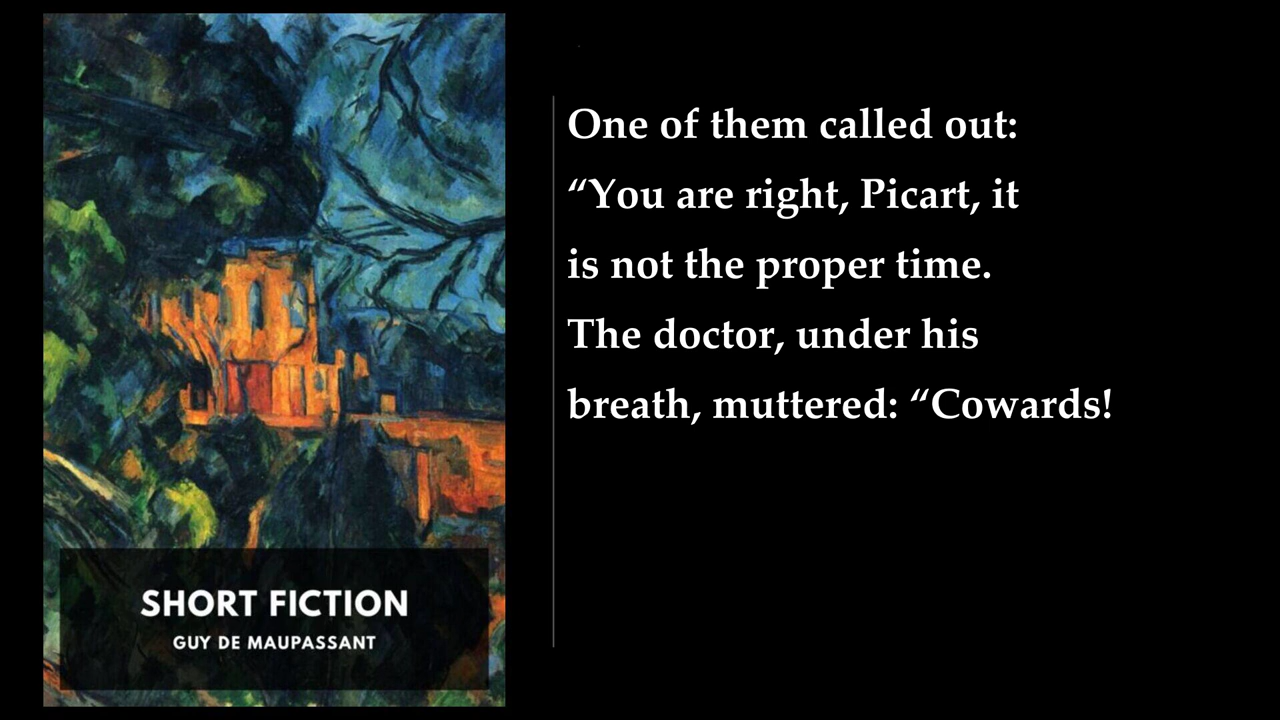 SHORT FICTION
GUY DE MAUPASSANT
One of them called out:
“You are right, Picart, it
is not the proper time.
The doctor, under his
breath, muttered: “Cowards!